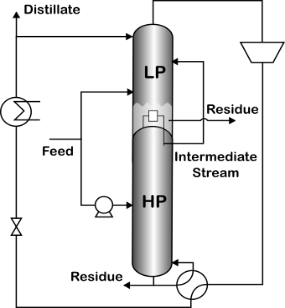 Distillate
LP
Residue
Feed
Intermediate
Stream
HP
Residue